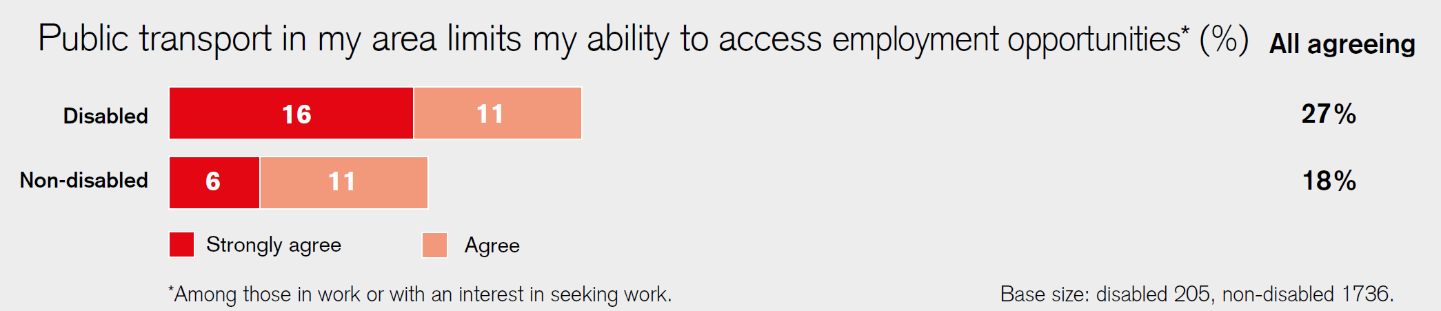 Public transport in my area limits my ability to access employment opportunities* (%) All agreeing
Disabled 16 11 27%
Non-disabled 6 11 18%
Strongly agree Agree
*Among those in work or with an interest in seeking work. Base size: disabled 205, non-disabled 1736.